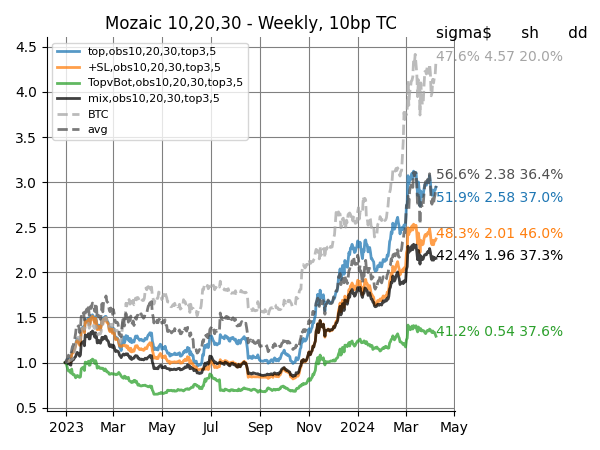 Mozaic 10,20,30 - Weekly, 10bp TC
sigma$ sh dd
top,obs10,20,30,top3,5
+SL,obs10,20,30,top3,5
TopvBot,obs10,20,30,top3,5
mix,obs10,20,30,top3,5
BTC
avg
47.6% 4.57 20.0%
56.6% 2.38 36.4%
51.9% 2.58 37.0%
48.3% 2.01 46.0%
42.4% 1.96 37.3%
41.2% 0.54 37.6%
4.5
4.0
3.5
3.0
2.5
2.0
1.5
1.0
0.5
2023 Mar May Jul Sep Nov 2024 Mar May